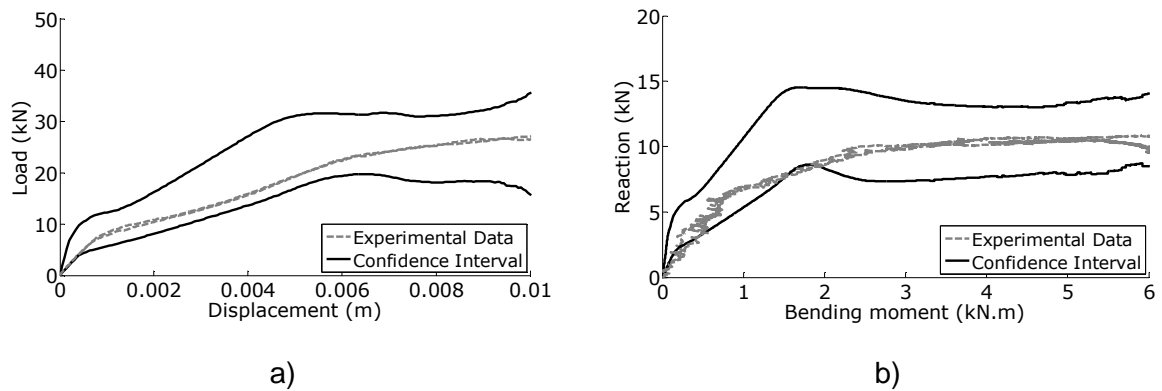 50
40
30
20
10
0
Load (kN)
0
0.002
0.004
0.006
0.008
0.01
Displacement (m)
Experimental Data
Confidence Interval
a)
20
15
10
5
0
Reaction (kN)
0
1
2
3
4
5
6
Bending moment (kN.m)
Experimental Data
Confidence Interval
b)